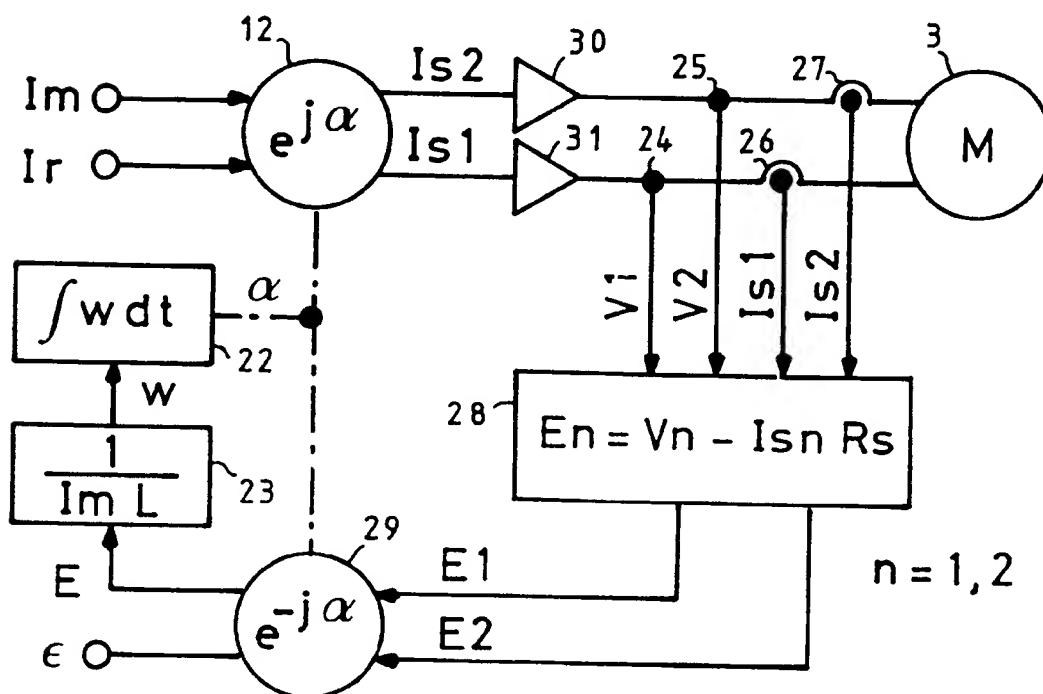 12
30
25
27
3
Im
Is2
e^{jα}
M
Ir
Is1
31
24
26
∫ w dt
α
22
V1
V2
Is1
Is2
w
28
En = Vn - Isn Rs
1
Im L
23
29
E
E1
n = 1, 2
e^{-jα}
E2
ϵ